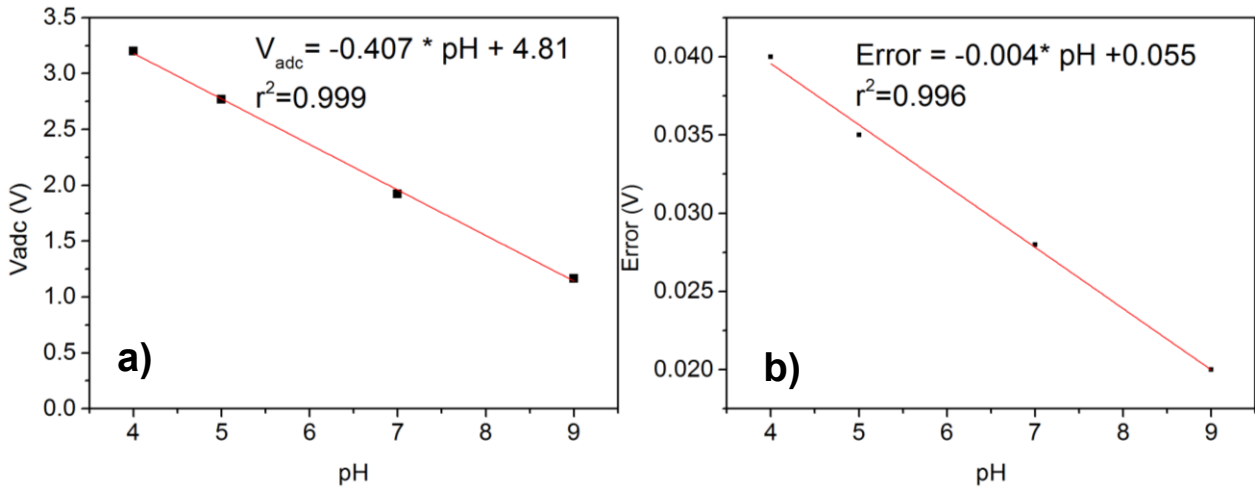 V_adc = -0.407 * pH + 4.81
r²=0.999
3.5
3.0
2.5
2.0
1.5
1.0
0.5
0.0
Vadc (V)
a)
4 5 6 7 8 9
pH
Error = -0.004* pH +0.055
r²=0.996
0.040
0.035
0.030
0.025
0.020
Error (V)
b)
4 5 6 7 8 9
pH